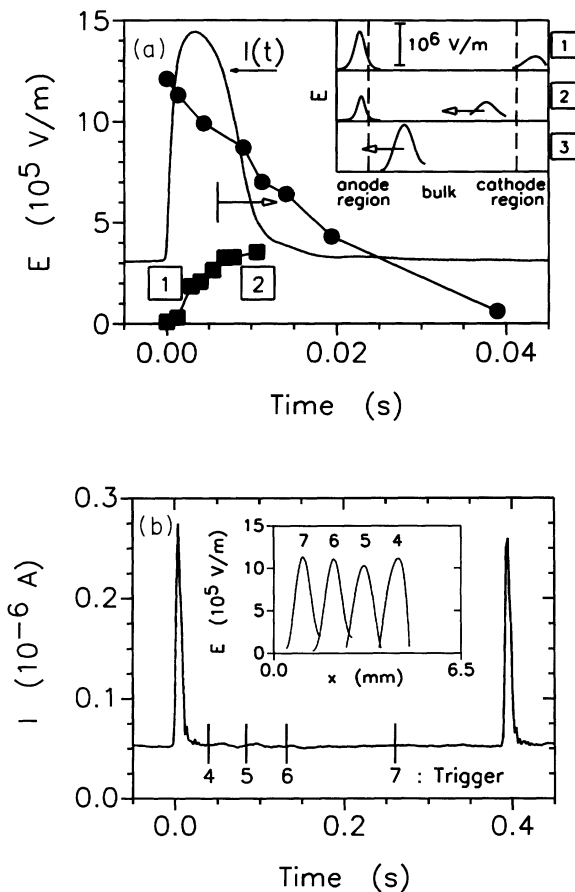 (a)
I(t)
E (10⁵ V/m)
15
10
5
0
1
2
0.00
0.02
0.04
Time (s)
10⁶ V/m
E
1
2
3
anode region
bulk
cathode region
(b)
I (10⁻⁶ A)
0.3
0.2
0.1
0.0
E (10⁵ V/m)
15
10
5
0
7 6 5 4
0.0
6.5
x (mm)
4 5 6 7 : Trigger
0.0
0.2
0.4
Time (s)